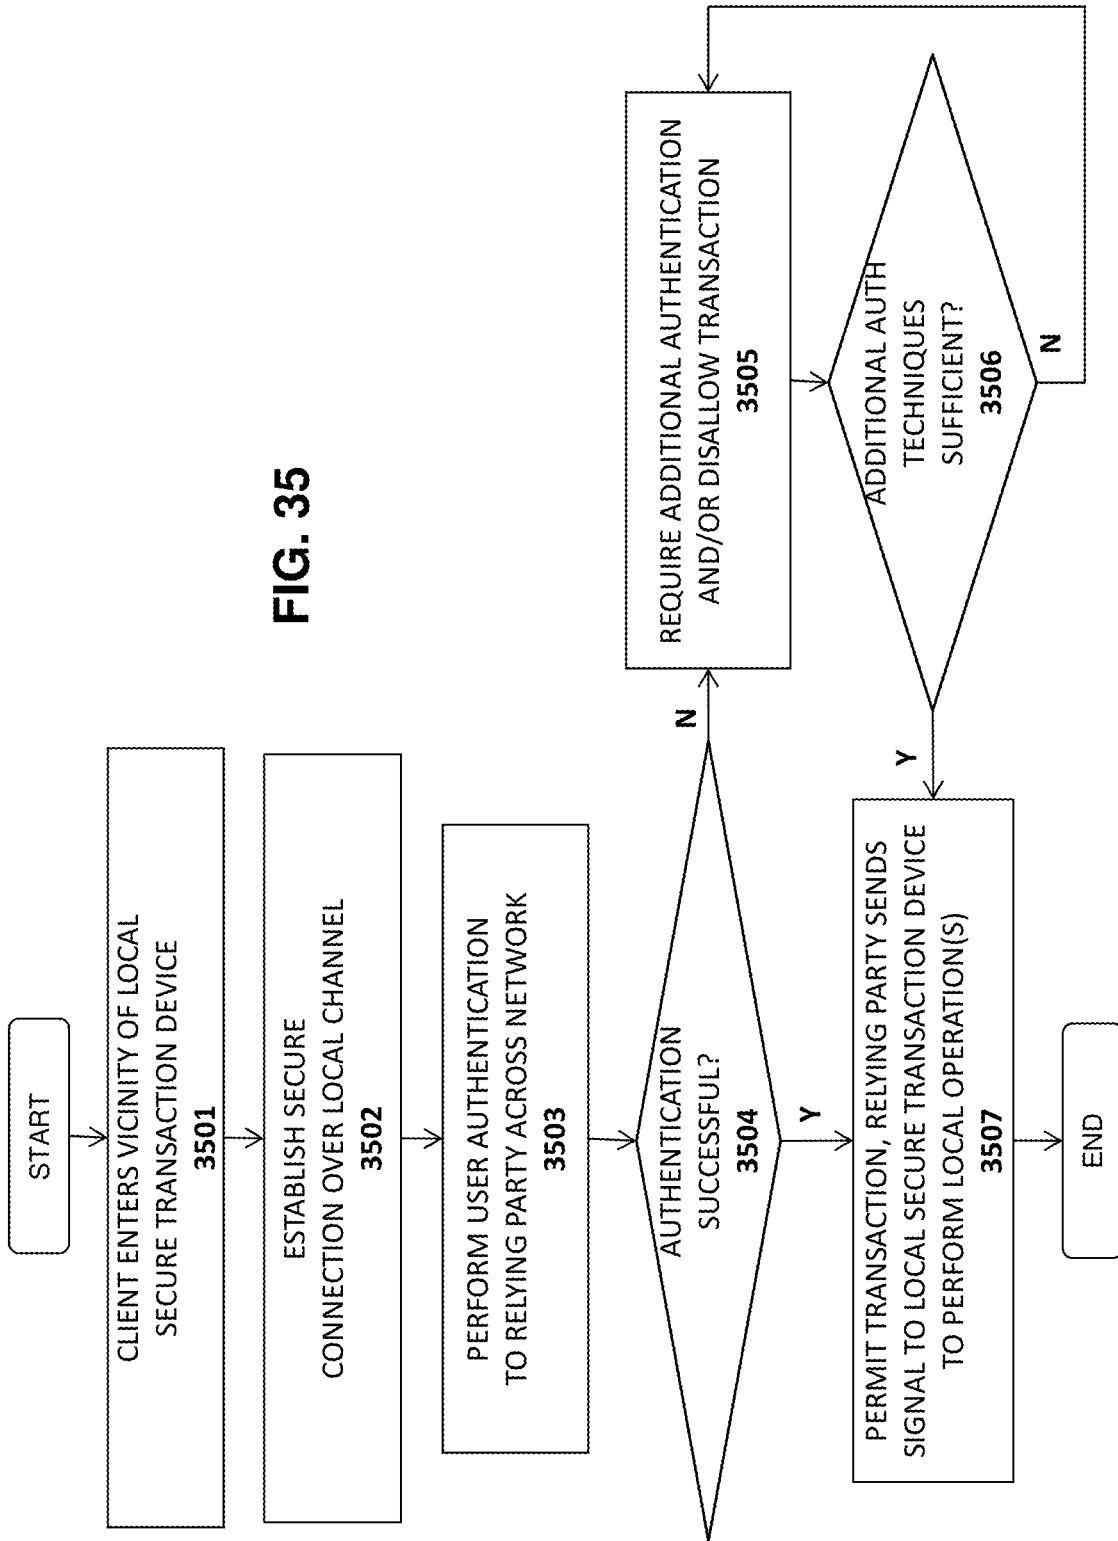 START
CLIENT ENTERS VICINITY OF LOCAL
SECURE TRANSACTION DEVICE
3501
ESTABLISH SECURE
CONNECTION OVER LOCAL CHANNEL
3502
PERFORM USER AUTHENTICATION
TO RELYING PARTY ACROSS NETWORK
3503
AUTHENTICATION
SUCCESSFUL?
3504
N
Y
REQUIRE ADDITIONAL AUTHENTICATION
AND/OR DISALLOW TRANSACTION
3505
ADDITIONAL AUTH
TECHNIQUES
SUFFICIENT?
3506
N
Y
PERMIT TRANSACTION, RELYING PARTY SENDS
SIGNAL TO LOCAL SECURE TRANSACTION DEVICE
TO PERFORM LOCAL OPERATION(S)
3507
END
FIG. 35